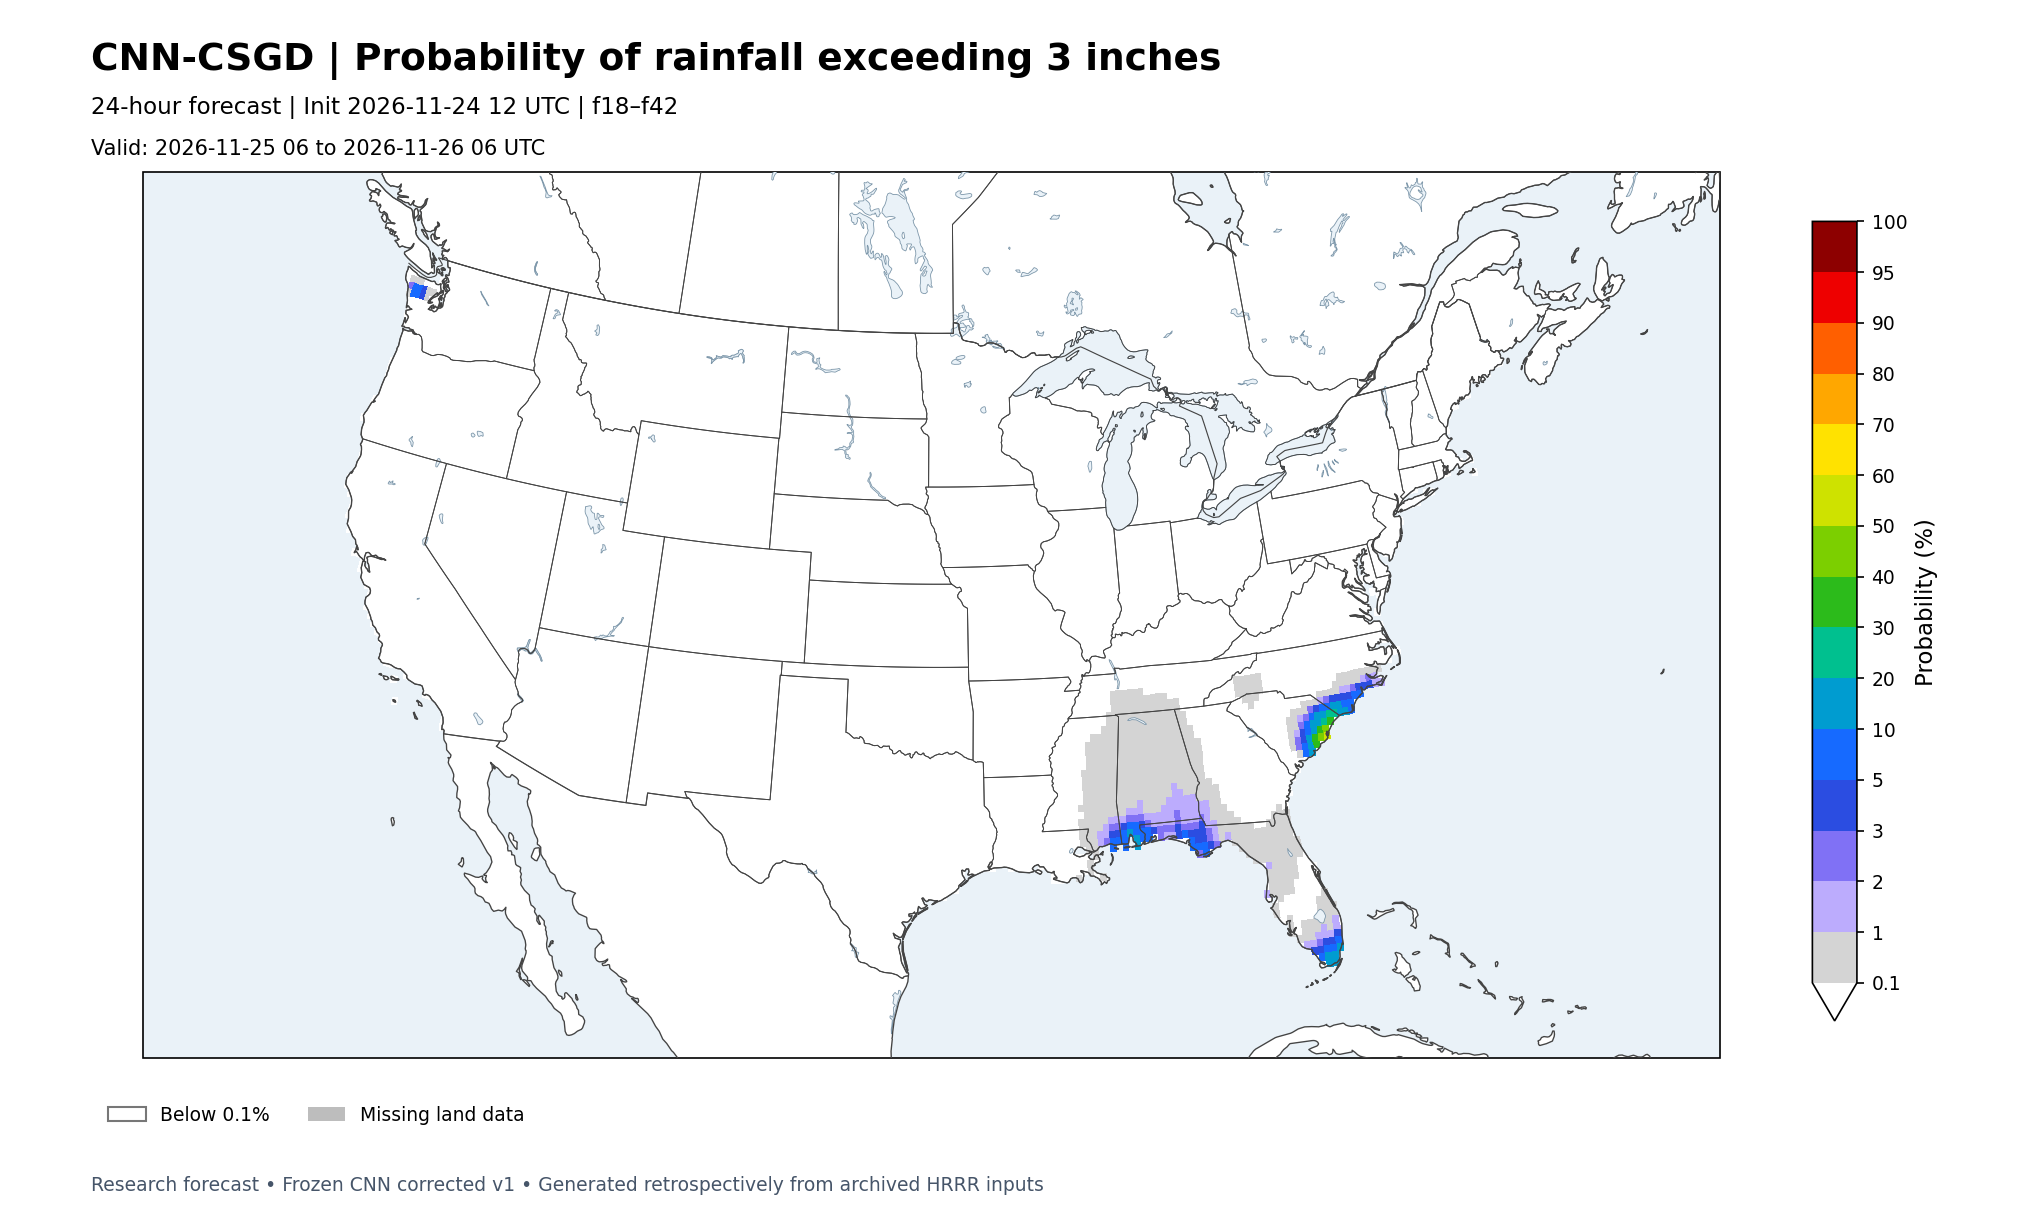 CNN-CSGD | Probability of rainfall exceeding 3 inches
24-hour forecast | Init 2026-11-24 12 UTC | f18–f42
Valid: 2026-11-25 06 to 2026-11-26 06 UTC
100
95
90
80
70
60
50
40
30
20
10
5
3
2
1
0.1
Probability (%)
Below 0.1%
Missing land data
Research forecast • Frozen CNN corrected v1 • Generated retrospectively from archived HRRR inputs